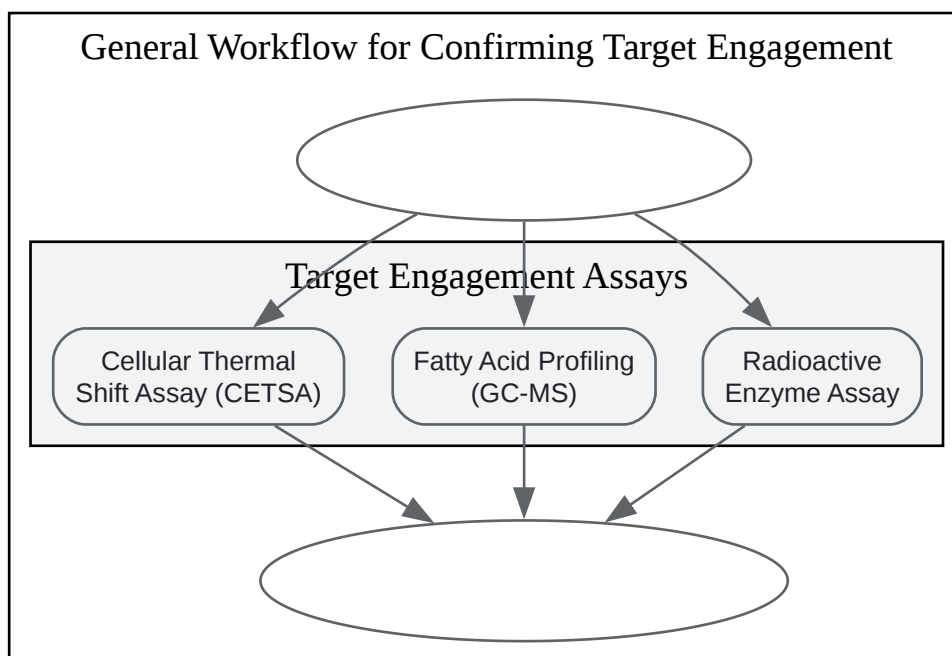 General Workflow for Confirming Target Engagement
Target Engagement Assays
Cellular Thermal
Shift Assay (CETSA)
Fatty Acid Profiling
(GC-MS)
Radioactive
Enzyme Assay